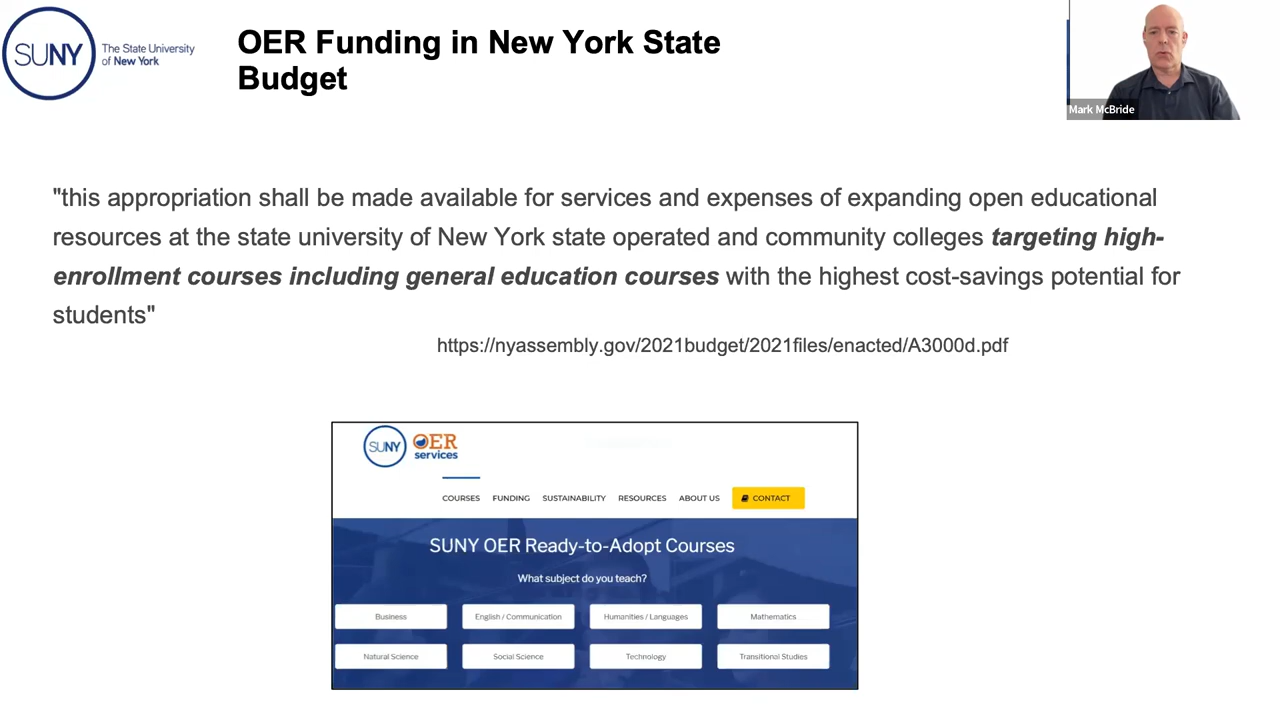 SUNY
The State University
of New York
OER Funding in New York State
Budget
Mark McBride
"this appropriation shall be made available for services and expenses of expanding open educational
resources at the state university of New York state operated and community colleges targeting high-
enrollment courses including general education courses with the highest cost-savings potential for
students"
https://nyassembly.gov/2021budget/2021files/enacted/A3000d.pdf
SUNY OER
services
COURSES FUNDING SUSTAINABILITY RESOURCES ABOUT US CONTACT
SUNY OER Ready-to-Adopt Courses
What subject do you teach?
Business English / Communication Humanities / Languages Mathematics
Natural Science Social Science Technology Transitional Studies